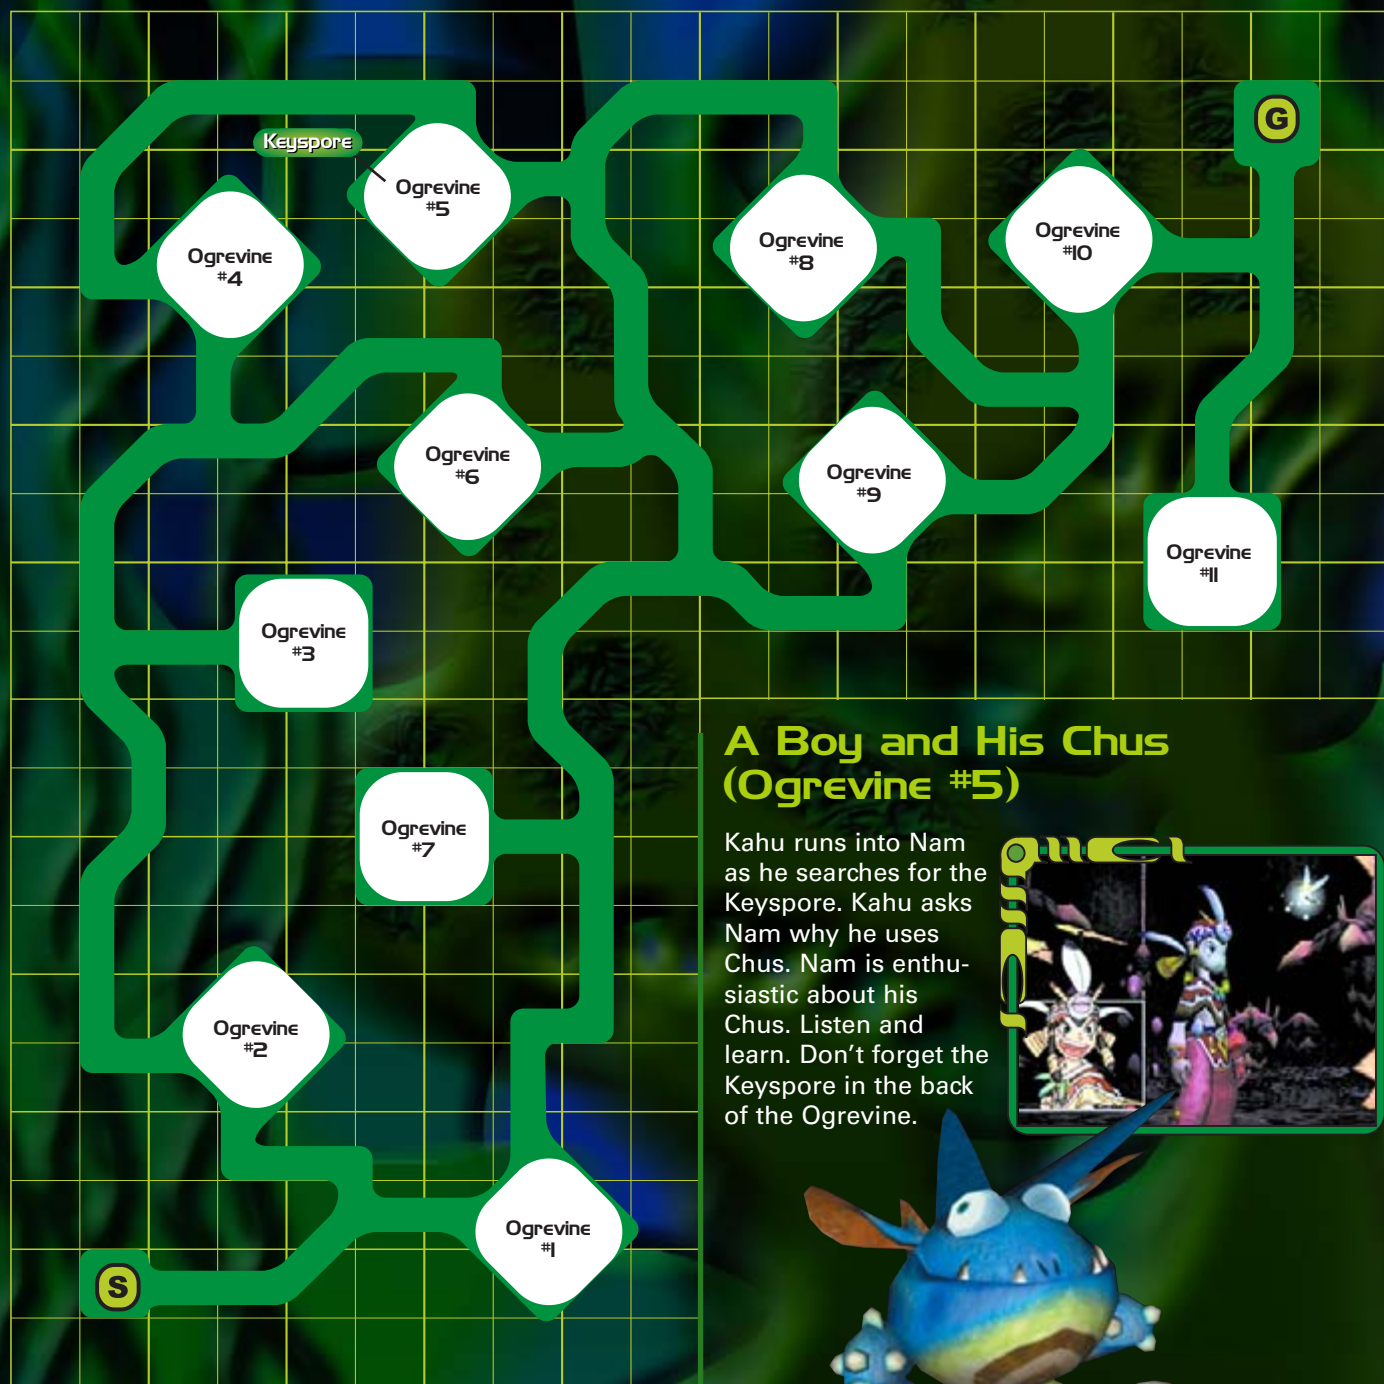 G
Keyspore
Ogrevine
#5
Ogrevine
#10
Ogrevine
#8
Ogrevine
#4
Ogrevine
#6
Ogrevine
#9
Ogrevine
#11
Ogrevine
#3
A Boy and His Chus
(Ogrevine #5)
Ogrevine
#7
Kahu runs into Nam
as he searches for the
Keyspore. Kahu asks
Nam why he uses
Chus. Nam is enthu-
siastic about his
Chus. Listen and
learn. Don't forget the
Keyspore in the back
of the Ogrevine.
Ogrevine
#2
Ogrevine
#1
S